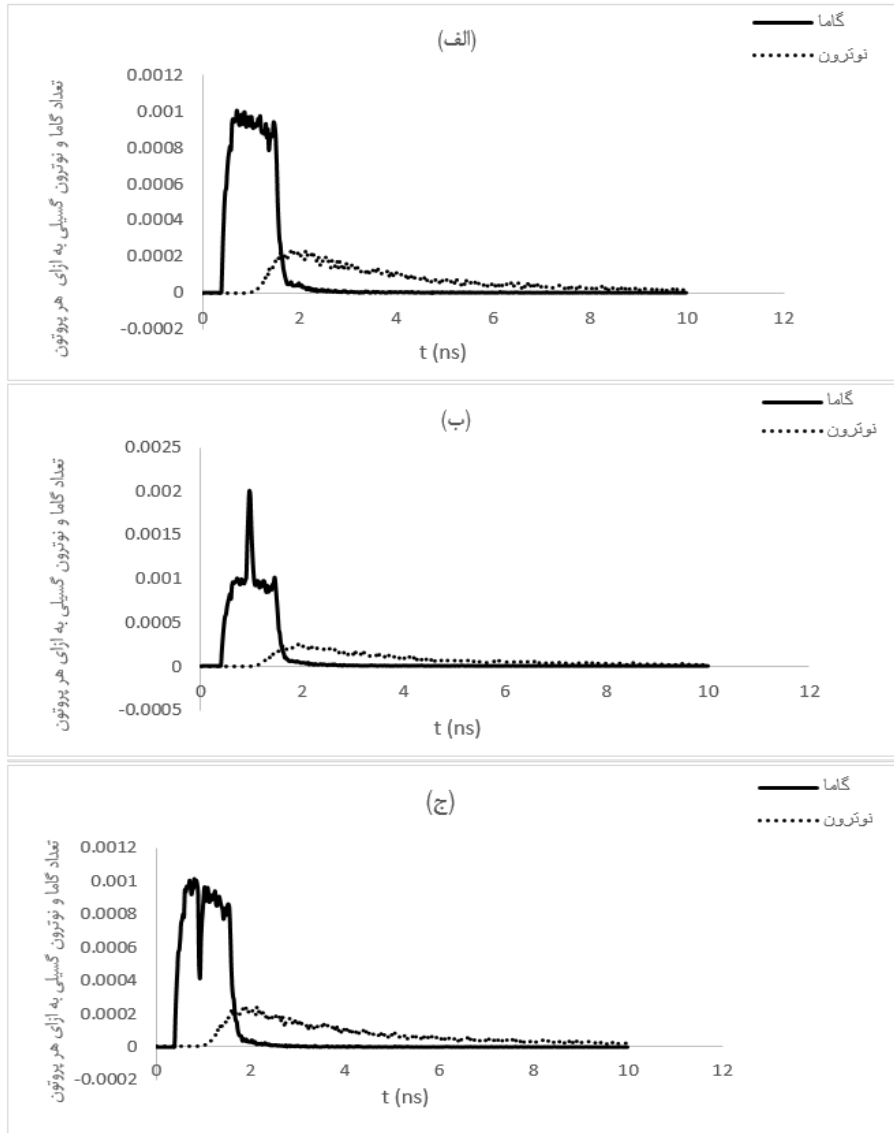 (الف)
گاما
نوترون
تعداد گاما و نوترون گسیلی به ازای هر پروتون
0.0012
0.001
0.0008
0.0006
0.0004
0.0002
0
-0.0002
0 2 4 6 8 10 12
t (ns)
(ب)
گاما
نوترون
تعداد گاما و نوترون گسیلی به ازای هر پروتون
0.0025
0.002
0.0015
0.001
0.0005
0
-0.0005
0 2 4 6 8 10 12
t (ns)
(ج)
گاما
نوترون
تعداد گاما و نوترون گسیلی به ازای هر پروتون
0.0012
0.001
0.0008
0.0006
0.0004
0.0002
0
-0.0002
0 2 4 6 8 10 12
t (ns)